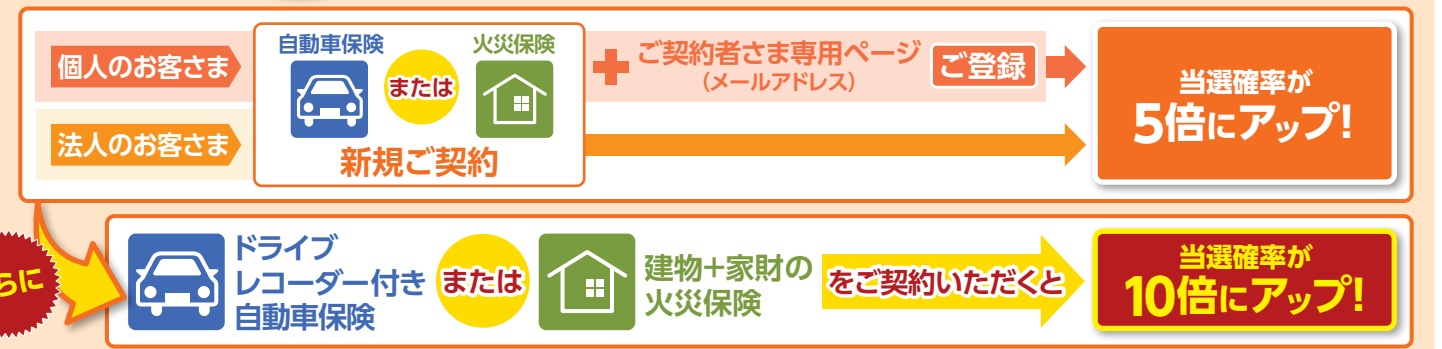 個人のお客さま
自動車保険
または
火災保険
ご契約者さま専用ページ
(メールアドレス)
ご登録
法人のお客さま
新規ご契約
当選確率が
5倍にアップ!
らに
ドライブ
レコーダー付き
自動車保険
または
建物+家財の
火災保険
をご契約いただくと
当選確率が
10倍にアップ!